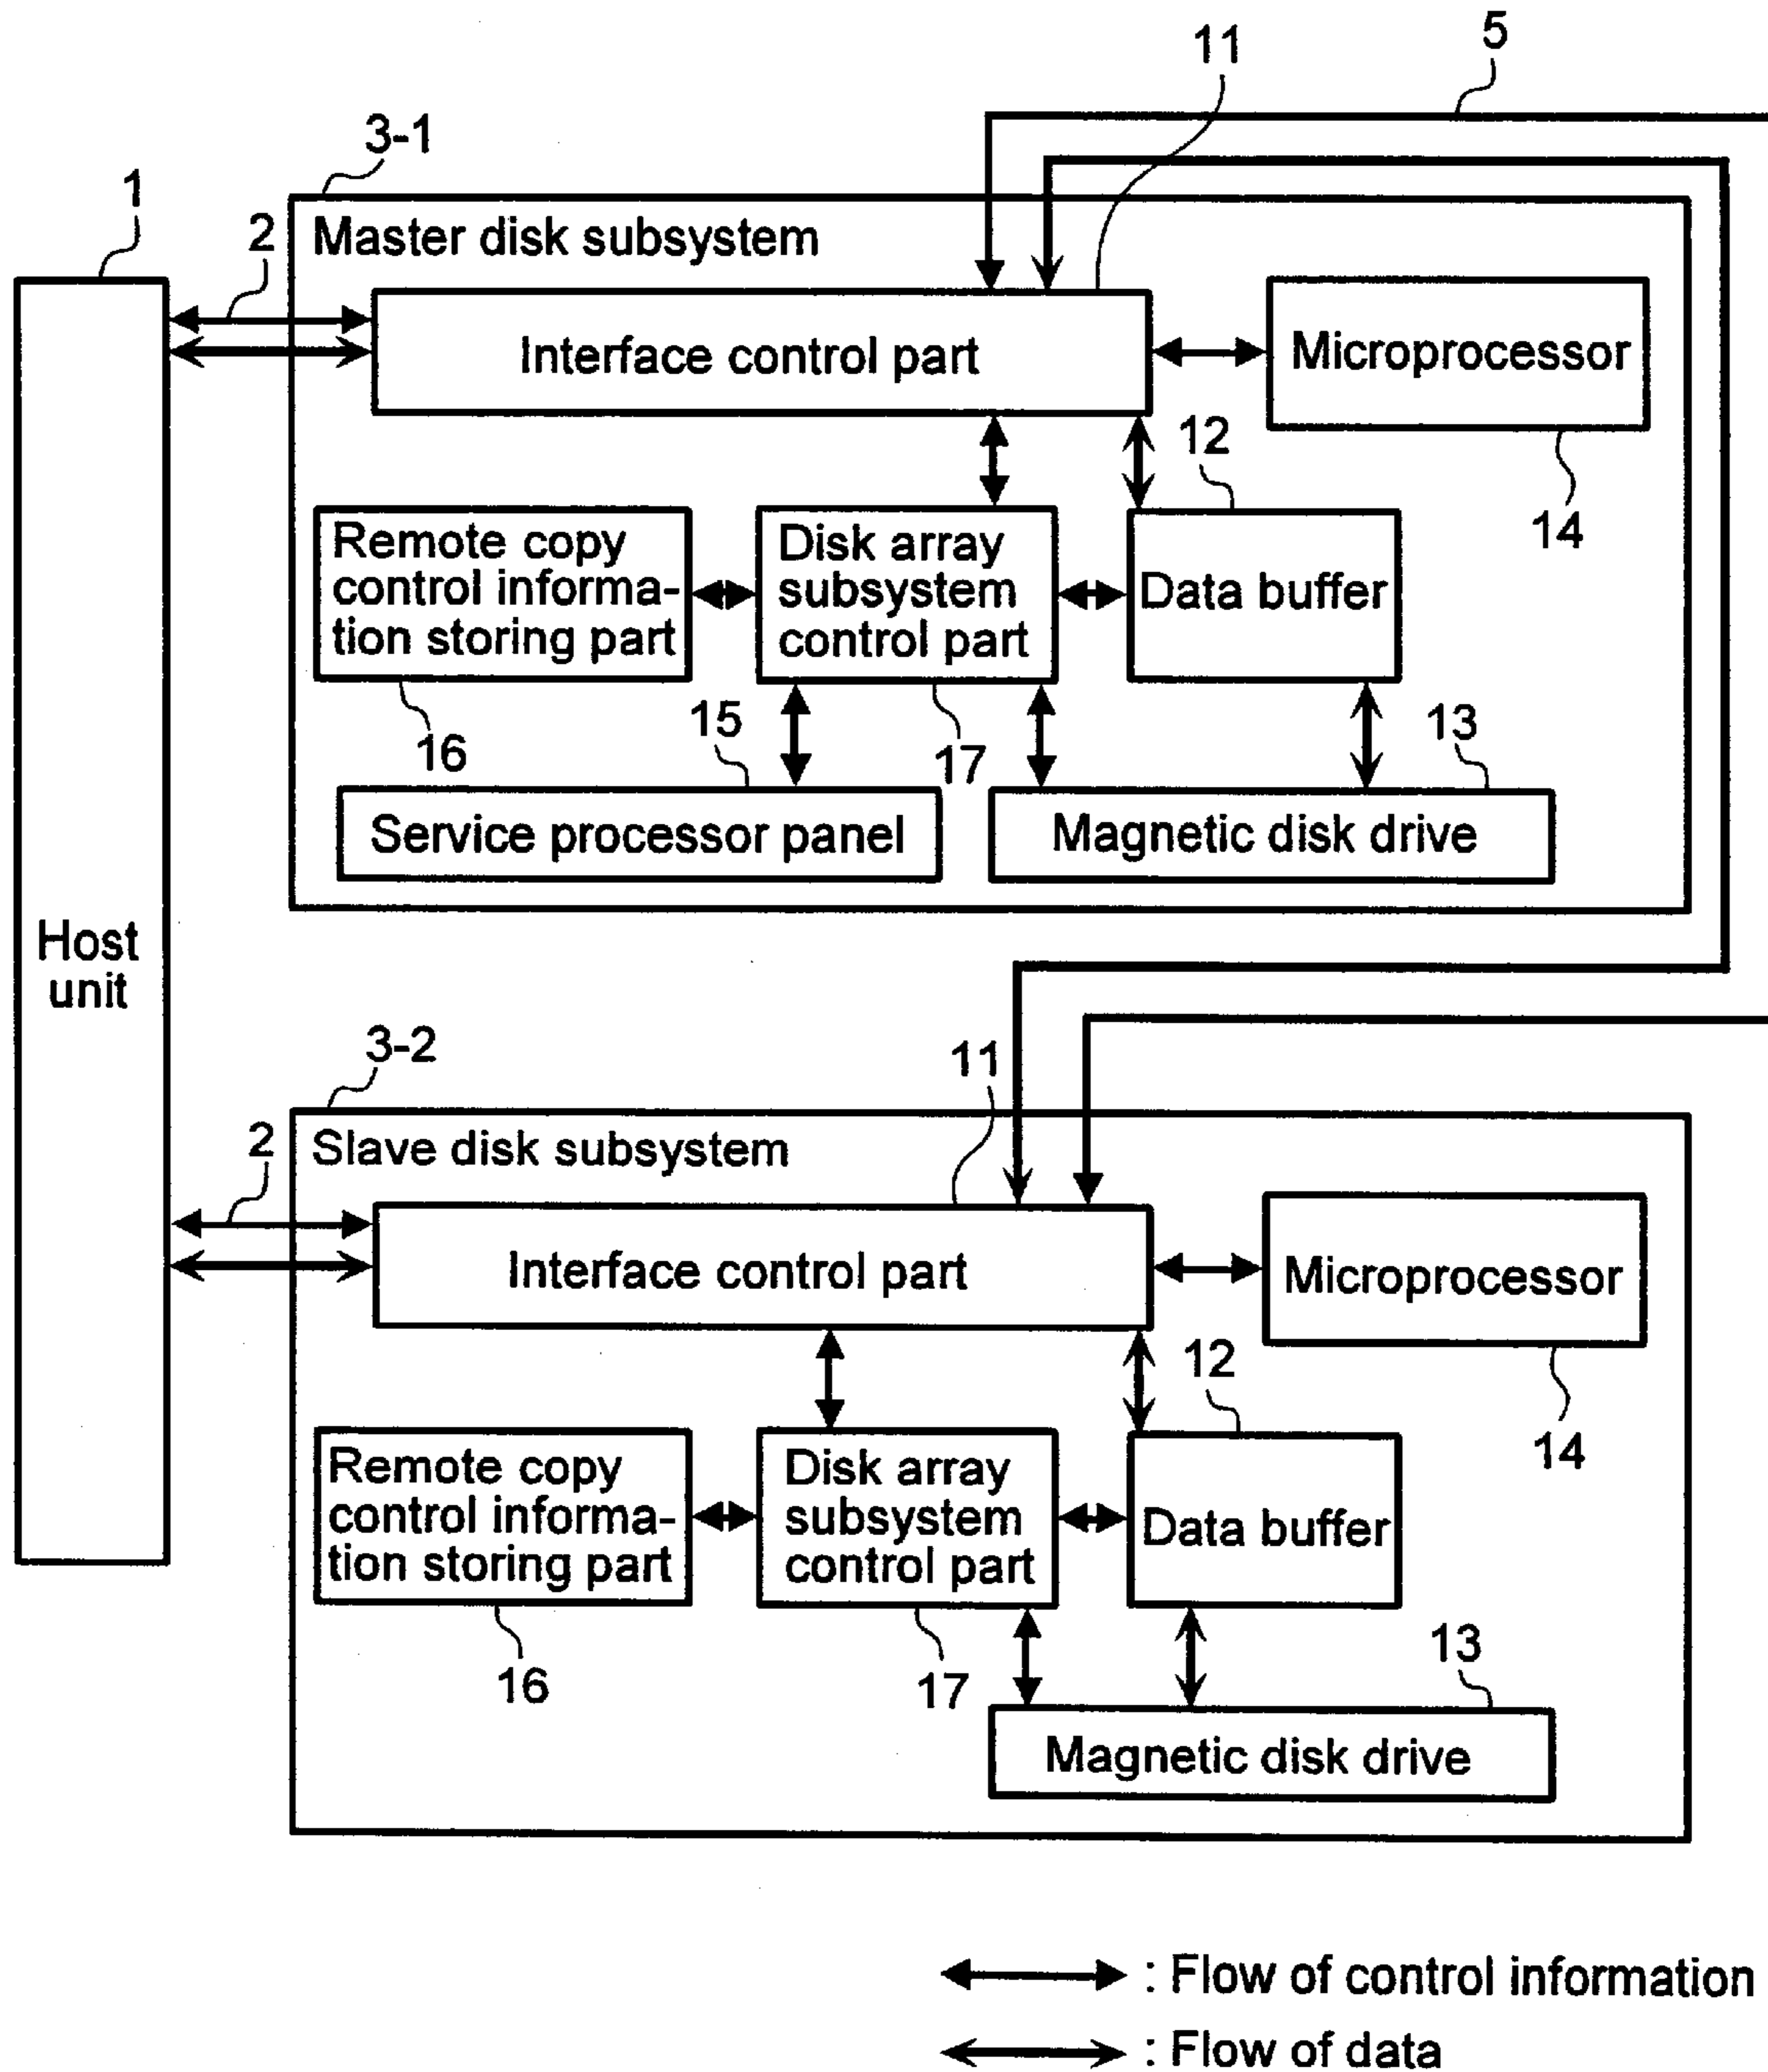 5
11
3-1
1
2
Master disk subsystem
Interface control part
Microprocessor
12
14
Remote copy
control informa-
tion storing part
Disk array
subsystem
control part
Data buffer
16
15
17
13
Service processor panel
Magnetic disk drive
Host
unit
3-2
11
2
Slave disk subsystem
Interface control part
Microprocessor
12
14
Remote copy
control informa-
tion storing part
Disk array
subsystem
control part
Data buffer
16
17
13
Magnetic disk drive
: Flow of control information
: Flow of data